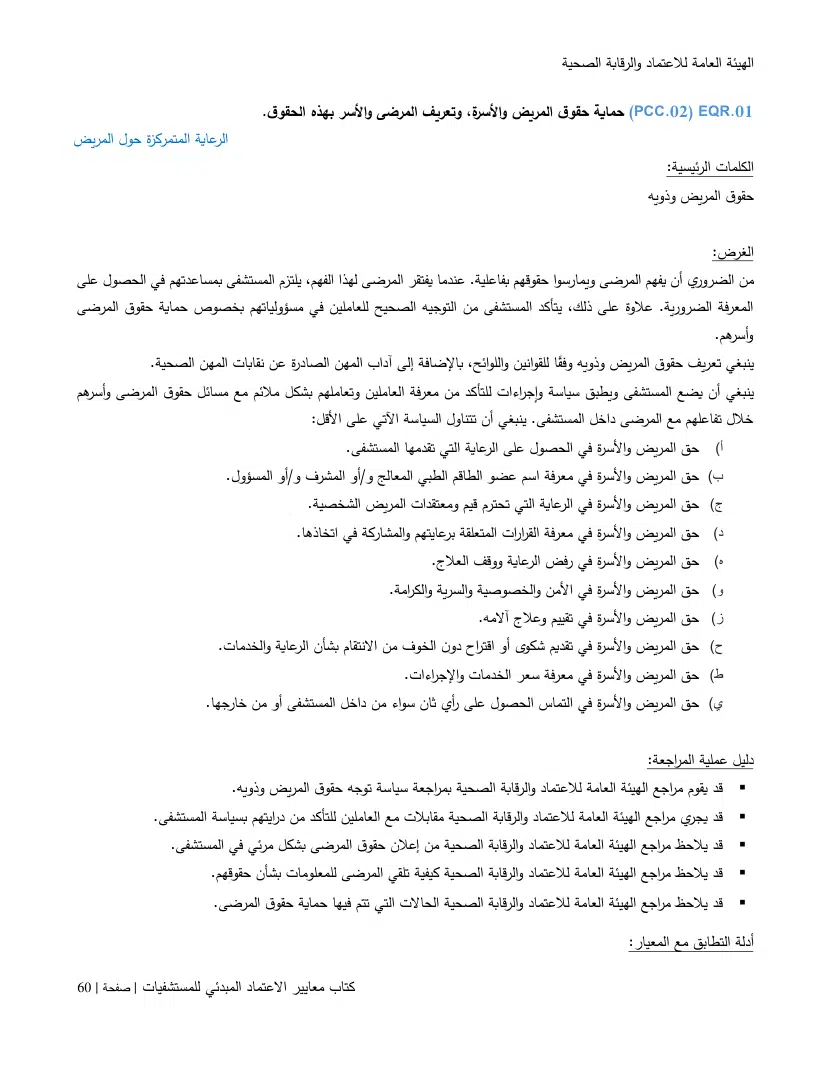 الهيئة العامة للاعتماد والرقابة الصحية
EQR.01 (PCC.02) حماية حقوق المريض والأسرة، وتعريف المرضى والأسر بهذه الحقوق.
الرعاية المتمركزة حول المريض
الكلمات الرئيسية:
حقوق المريض وذويه
الغرض:
من الضروري أن يفهم المرضى ويمارسوا حقوقهم بفاعلية. عندما يفتقر المرضى لهذا الفهم، يلتزم المستشفى بمساعدتهم في الحصول على
المعرفة الضرورية. علاوة على ذلك، يتأكد المستشفى من التوجيه الصحيح للعاملين في مسؤولياتهم بخصوص حماية حقوق المرضى
وأسرهم.
ينبغي تعريف حقوق المريض وذويه وفقًا للقوانين واللوائح، بالإضافة إلى آداب المهن الصادرة عن نقابات المهن الصحية.
ينبغي أن يضع المستشفى ويطبق سياسة وإجراءات للتأكد من معرفة العاملين وتعاملهم بشكل ملائم مع مسائل حقوق المرضى وأسرهم
خلال تفاعلهم مع المرضى داخل المستشفى. ينبغي أن تتناول السياسة الآتي على الأقل:
أ) حق المريض والأسرة في الحصول على الرعاية التي تقدمها المستشفى.
ب) حق المريض والأسرة في معرفة اسم عضو الطاقم الطبي المعالج و/أو المشرف و/أو المسؤول.
ج) حق المريض والأسرة في الرعاية التي تحترم قيم ومعتقدات المريض الشخصية.
د) حق المريض والأسرة في معرفة القرارات المتعلقة برعايتهم والمشاركة في اتخاذها.
ه) حق المريض والأسرة في رفض الرعاية ووقف العلاج.
و) حق المريض والأسرة في الأمن والخصوصية والسرية والكرامة.
ز) حق المريض والأسرة في تقييم وعلاج آلامه.
ح) حق المريض والأسرة في تقديم شكوى أو اقتراح دون الخوف من الانتقام بشأن الرعاية والخدمات.
ط) حق المريض والأسرة في معرفة سعر الخدمات والإجراءات.
ي) حق المريض والأسرة في التماس الحصول على رأي ثان سواء من داخل المستشفى أو من خارجها.
دليل عملية المراجعة:
▪ قد يقوم مراجع الهيئة العامة للاعتماد والرقابة الصحية بمراجعة سياسة توجه حقوق المريض وذويه.
▪ قد يجري مراجع الهيئة العامة للاعتماد والرقابة الصحية مقابلات مع العاملين للتأكد من درايتهم بسياسة المستشفى.
▪ قد يلاحظ مراجع الهيئة العامة للاعتماد والرقابة الصحية من إعلان حقوق المرضى بشكل مرئي في المستشفى.
▪ قد يلاحظ مراجع الهيئة العامة للاعتماد والرقابة الصحية كيفية تلقي المرضى للمعلومات بشأن حقوقهم.
▪ قد يلاحظ مراجع الهيئة العامة للاعتماد والرقابة الصحية الحالات التي تتم فيها حماية حقوق المرضى.
أدلة التطابق مع المعيار:
كتاب معايير الاعتماد المبدئي للمستشفيات | صفحة | 60